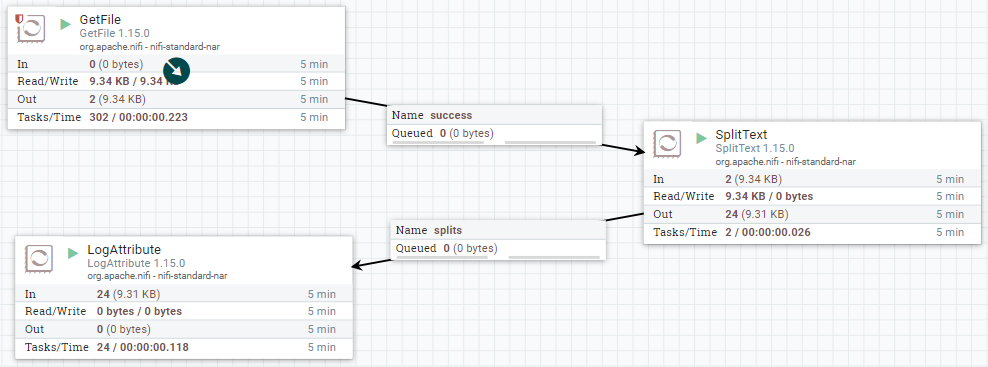 GetFile
GetFile 1.15.0
org.apache.nifi - nifi-standard-nar
In 0 (0 bytes) 5 min
Read/Write 9.34 KB / 9.34 5 min
Out 2 (9.34 KB) 5 min
Tasks/Time 302 / 00:00:00.223 5 min
Name success
Queued 0 (0 bytes)
SplitText
SplitText 1.15.0
org.apache.nifi - nifi-standard-nar
In 2 (9.34 KB) 5 min
Read/Write 9.34 KB / 0 bytes 5 min
Out 24 (9.31 KB) 5 min
Tasks/Time 2 / 00:00:00.026 5 min
Name splits
Queued 0 (0 bytes)
LogAttribute
LogAttribute 1.15.0
org.apache.nifi - nifi-standard-nar
In 24 (9.31 KB) 5 min
Read/Write 0 bytes / 0 bytes 5 min
Out 0 (0 bytes) 5 min
Tasks/Time 24 / 00:00:00.118 5 min